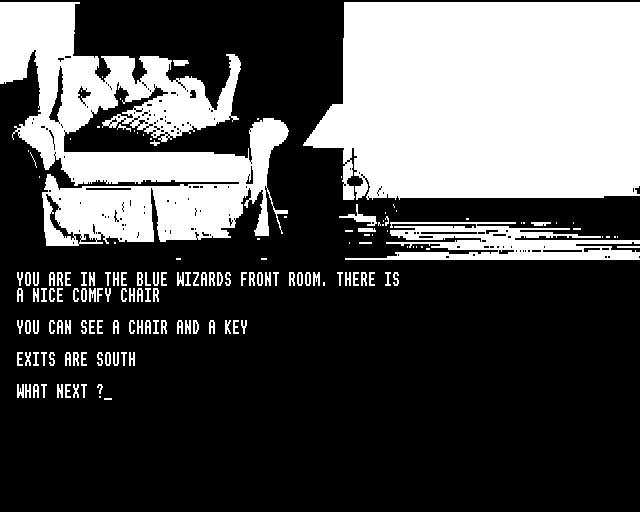 YOU ARE IN THE BLUE WIZARDS FRONT ROOM. THERE IS
A NICE COMFY CHAIR
YOU CAN SEE A CHAIR AND A KEY
EXITS ARE SOUTH
WHAT NEXT ?_